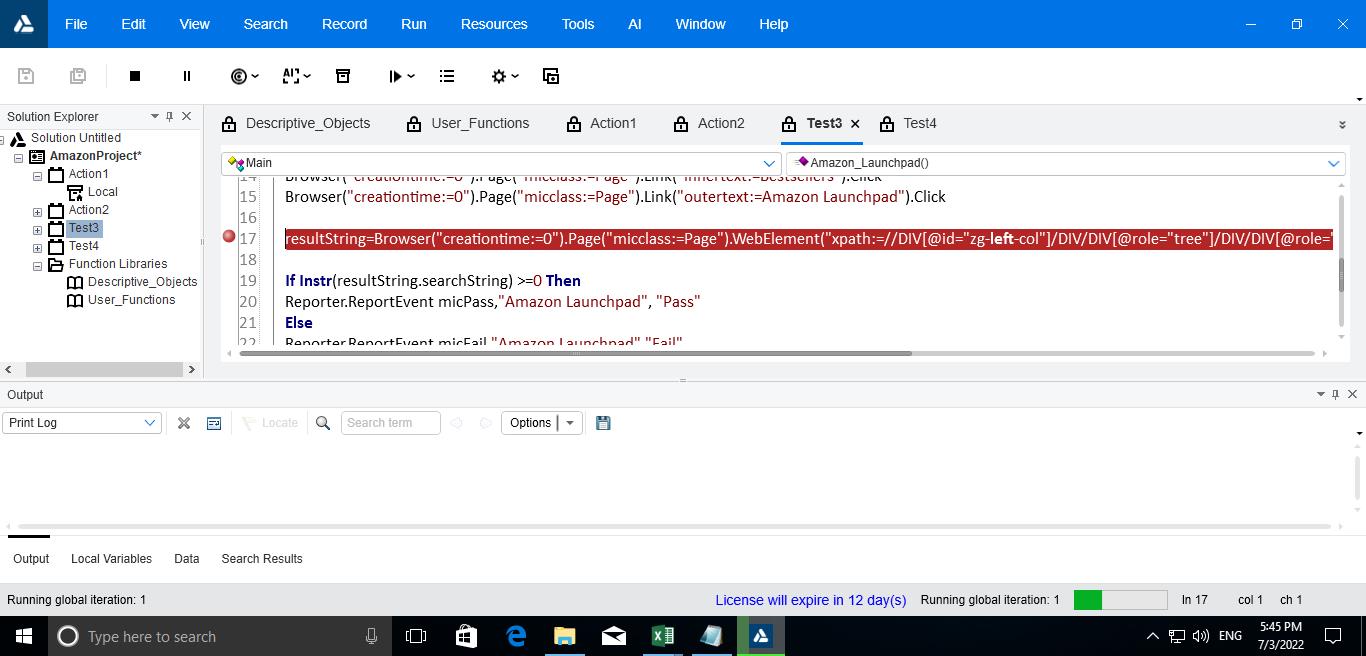 File Edit View Search Record Run Resources Tools AI Window Help
Solution Explorer
Solution Untitled
AmazonProject*
Action1
Local
Action2
Test3
Test4
Function Libraries
Descriptive_Objects
User_Functions
Descriptive_Objects User_Functions Action1 Action2 Test3 Test4
Main Amazon_Launchpad()
14 Browser("creationtime:=0").Page("micclass:=Page").Link("innertext:=Bestsellers").Click
15 Browser("creationtime:=0").Page("micclass:=Page").Link("outertext:=Amazon Launchpad").Click
16
17 resultString=Browser("creationtime:=0").Page("micclass:=Page").WebElement("xpath:=//DIV[@id="zg-left-col"]/DIV/DIV[@role="tree"]/DIV/DIV[@role="
18
19 If Instr(resultString.searchString) >=0 Then
20 Reporter.ReportEvent micPass,"Amazon Launchpad", "Pass"
21 Else
22 Reporter.ReportEvent micFail,"Amazon Launchpad","Fail"
Output
Print Log Locate Search term Options
Output Local Variables Data Search Results
Running global iteration: 1 License will expire in 12 day(s) Running global iteration: 1 ln 17 col 1 ch 1
Type here to search ENG 5:45 PM
7/3/2022